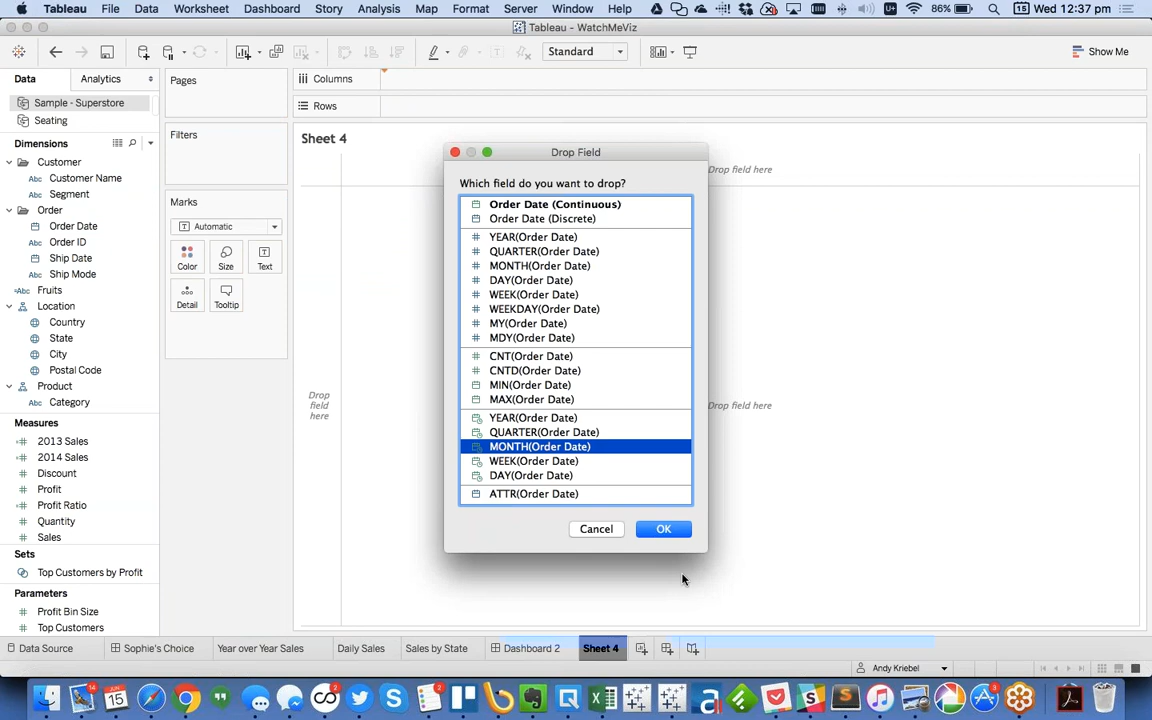 Tableau File Data Worksheet Dashboard Story Analysis Map Format Server Window Help 86% Wed 12:37 pm
Tableau - WatchMeViz
Standard Show Me
Data Analytics
Pages
Columns
Rows
Sample - Superstore
Seating
Dimensions
Customer
Abc Customer Name
Abc Segment
Order
Order Date
Abc Order ID
Ship Date
Abc Ship Mode
=Abc Fruits
Location
Country
State
City
Postal Code
Product
Abc Category
Measures
2013 Sales
2014 Sales
Discount
Profit
Profit Ratio
Quantity
Sales
Sets
Top Customers by Profit
Parameters
Profit Bin Size
Top Customers
Filters
Marks
Automatic
Color Size Text
Detail Tooltip
Sheet 4
Drop field here
Drop
field
here
Drop field here
Drop Field
Which field do you want to drop?
Order Date (Continuous)
Order Date (Discrete)
YEAR(Order Date)
QUARTER(Order Date)
MONTH(Order Date)
DAY(Order Date)
WEEK(Order Date)
WEEKDAY(Order Date)
MY(Order Date)
MDY(Order Date)
CNT(Order Date)
CNTD(Order Date)
MIN(Order Date)
MAX(Order Date)
YEAR(Order Date)
QUARTER(Order Date)
MONTH(Order Date)
WEEK(Order Date)
DAY(Order Date)
ATTR(Order Date)
Cancel OK
Data Source Sophie's Choice Year over Year Sales Daily Sales Sales by State Dashboard 2 Sheet 4
Andy Kriebel